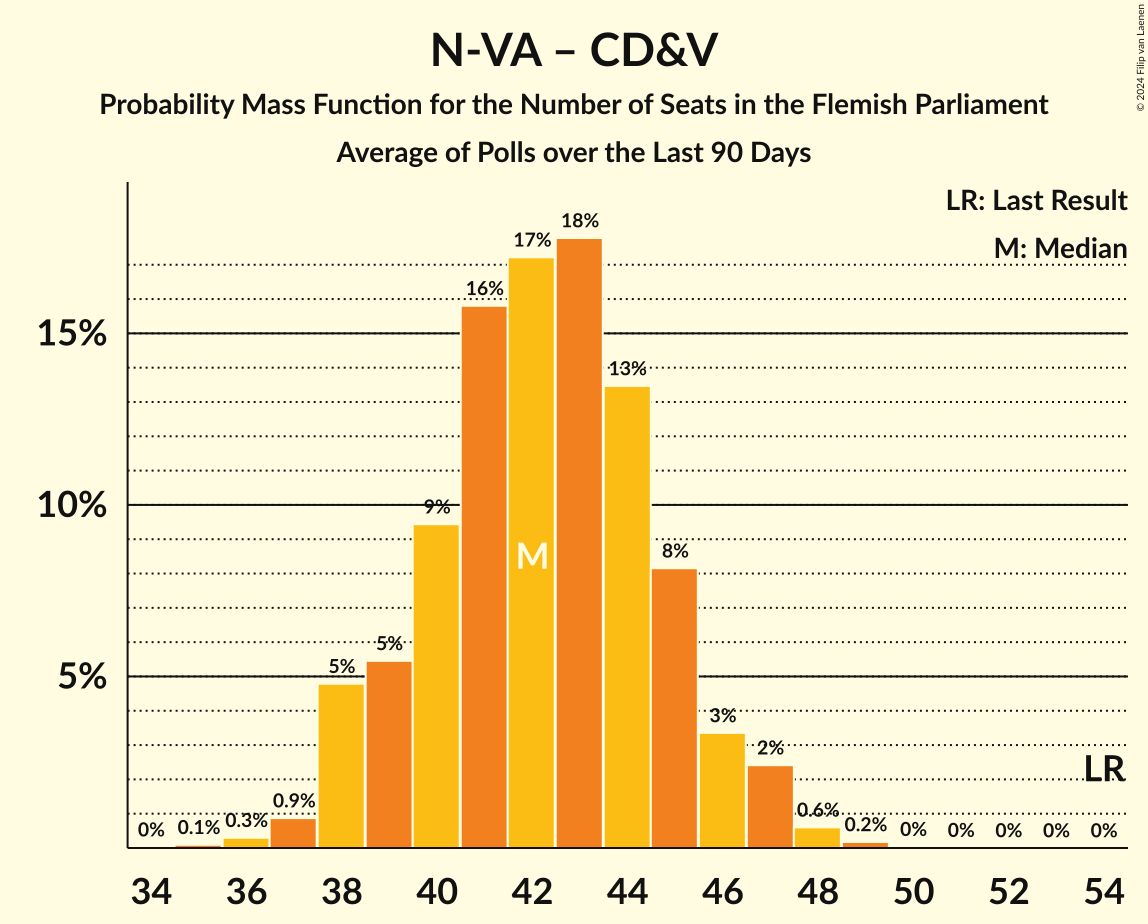 N-VA – CD&V
Probability Mass Function for the Number of Seats in the Flemish Parliament
Average of Polls over the Last 90 Days
© 2024 Filip van Laenen
LR: Last Result
M: Median
15%
10%
5%
0%
0.1%
0.3%
0.9%
5%
5%
9%
16%
17%
18%
13%
8%
3%
2%
0.6%
0.2%
0%
0%
0%
0%
0%
M
LR
34 36 38 40 42 44 46 48 50 52 54